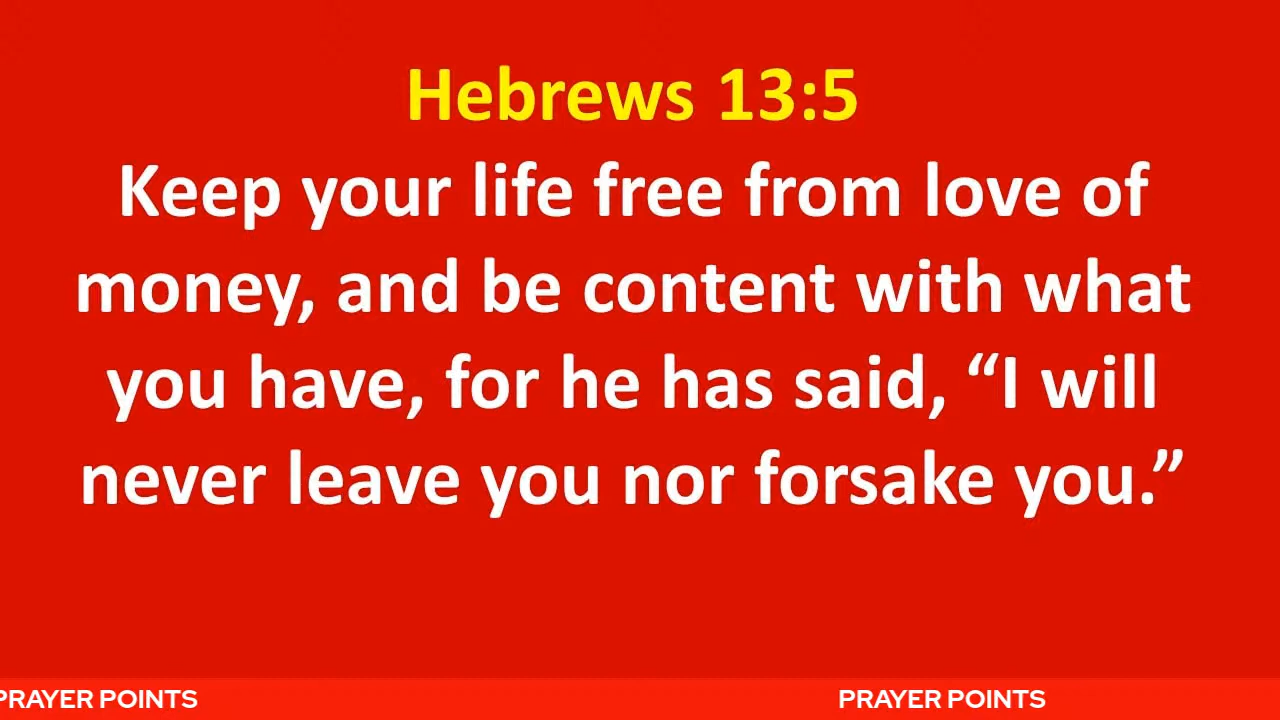 Hebrews 13:5
Keep your life free from love of
money, and be content with what
you have, for he has said, “I will
never leave you nor forsake you.”
PRAYER POINTS PRAYER POINTS